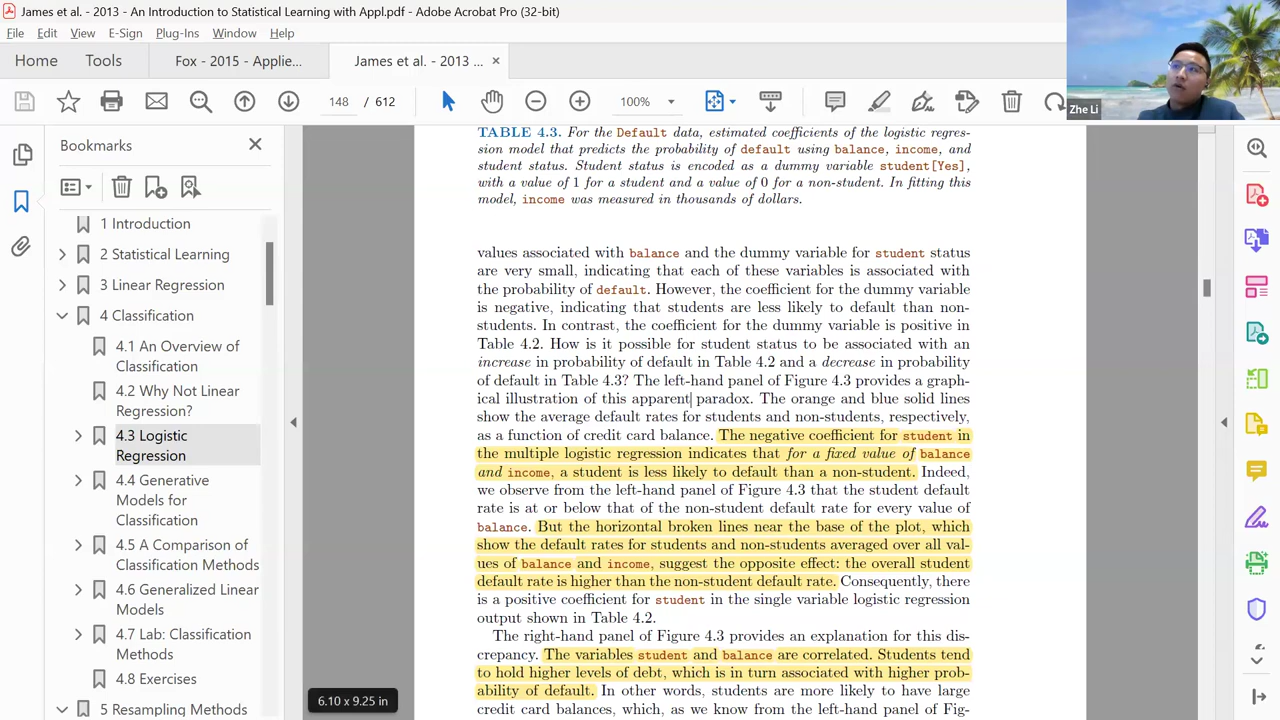 James et al. - 2013 - An Introduction to Statistical Learning with Appl.pdf - Adobe Acrobat Pro (32-bit)
File Edit View E-Sign Plug-Ins Window Help
Home Tools Fox - 2015 - Applie... James et al. - 2013 ... ×
148 / 612 100%
Zhe Li
Bookmarks
1 Introduction
2 Statistical Learning
3 Linear Regression
4 Classification
4.1 An Overview of
Classification
4.2 Why Not Linear
Regression?
4.3 Logistic
Regression
4.4 Generative
Models for
Classification
4.5 A Comparison of
Classification Methods
4.6 Generalized Linear
Models
4.7 Lab: Classification
Methods
4.8 Exercises
5 Resampling Methods
6.10 x 9.25 in
TABLE 4.3. For the Default data, estimated coefficients of the logistic regres-
sion model that predicts the probability of default using balance, income, and
student status. Student status is encoded as a dummy variable student[Yes],
with a value of 1 for a student and a value of 0 for a non-student. In fitting this
model, income was measured in thousands of dollars.
values associated with balance and the dummy variable for student status
are very small, indicating that each of these variables is associated with
the probability of default. However, the coefficient for the dummy variable
is negative, indicating that students are less likely to default than non-
students. In contrast, the coefficient for the dummy variable is positive in
Table 4.2. How is it possible for student status to be associated with an
increase in probability of default in Table 4.2 and a decrease in probability
of default in Table 4.3? The left-hand panel of Figure 4.3 provides a graph-
ical illustration of this apparent paradox. The orange and blue solid lines
show the average default rates for students and non-students, respectively,
as a function of credit card balance. The negative coefficient for student in
the multiple logistic regression indicates that for a fixed value of balance
and income, a student is less likely to default than a non-student. Indeed,
we observe from the left-hand panel of Figure 4.3 that the student default
rate is at or below that of the non-student default rate for every value of
balance. But the horizontal broken lines near the base of the plot, which
show the default rates for students and non-students averaged over all val-
ues of balance and income, suggest the opposite effect: the overall student
default rate is higher than the non-student default rate. Consequently, there
is a positive coefficient for student in the single variable logistic regression
output shown in Table 4.2.
The right-hand panel of Figure 4.3 provides an explanation for this dis-
crepancy. The variables student and balance are correlated. Students tend
to hold higher levels of debt, which is in turn associated with higher prob-
ability of default. In other words, students are more likely to have large
credit card balances, which, as we know from the left-hand panel of Fig-